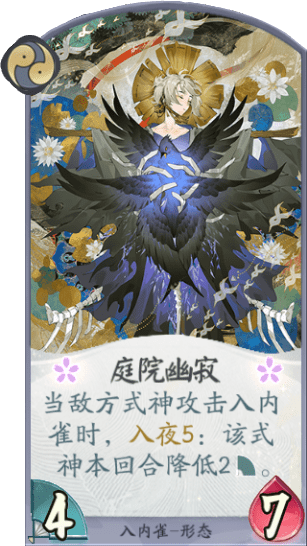 庭院幽寂
当敌方式神攻击入内
雀时，入夜5：该式
神本回合降低2。
4
入内雀-形态
7